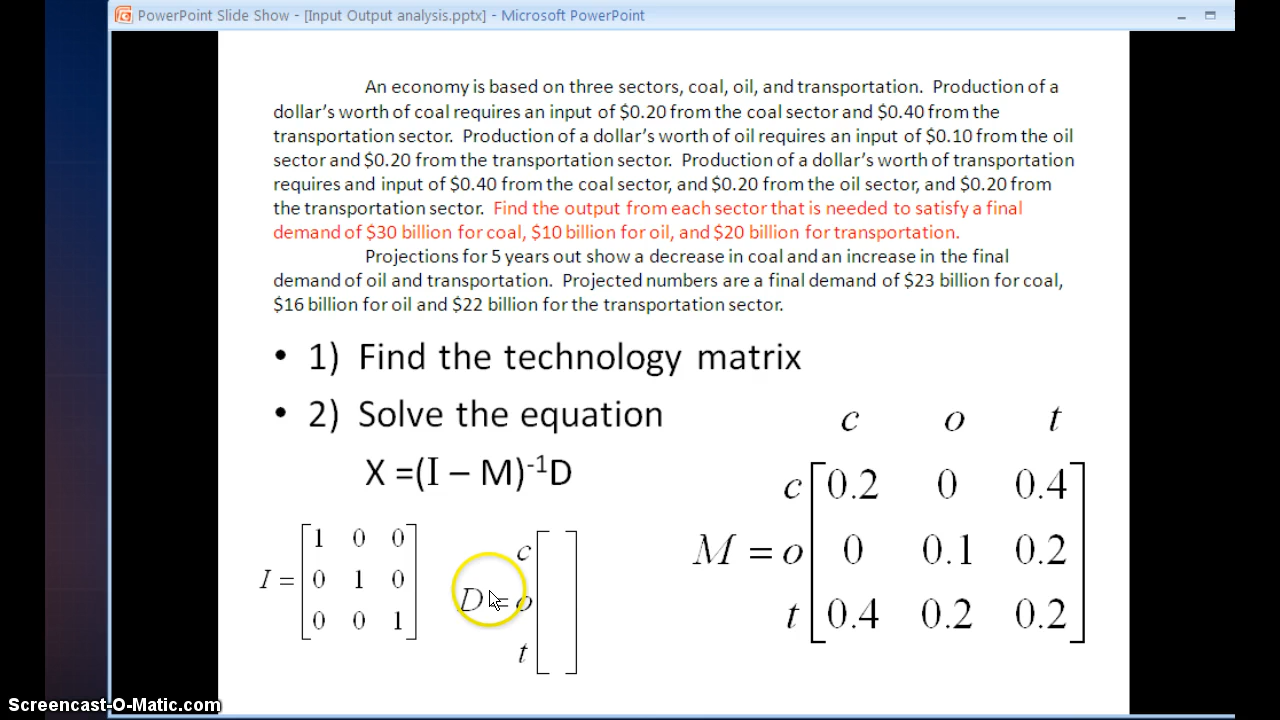 PowerPoint Slide Show - [Input Output analysis.pptx] - Microsoft PowerPoint
An economy is based on three sectors, coal, oil, and transportation. Production of a
dollar's worth of coal requires an input of $0.20 from the coal sector and $0.40 from the
transportation sector. Production of a dollar's worth of oil requires an input of $0.10 from the oil
sector and $0.20 from the transportation sector. Production of a dollar's worth of transportation
requires and input of $0.40 from the coal sector, and $0.20 from the oil sector, and $0.20 from
the transportation sector. Find the output from each sector that is needed to satisfy a final
demand of $30 billion for coal, $10 billion for oil, and $20 billion for transportation.
Projections for 5 years out show a decrease in coal and an increase in the final
demand of oil and transportation. Projected numbers are a final demand of $23 billion for coal,
$16 billion for oil and $22 billion for the transportation sector.
• 1) Find the technology matrix
• 2) Solve the equation
X =(I – M)⁻¹D
I =
1 0 0
0 1 0
0 0 1
c
D = o
t
c o t
c 0.2 0 0.4
M = o 0 0.1 0.2
t 0.4 0.2 0.2
Screencast-O-Matic.com